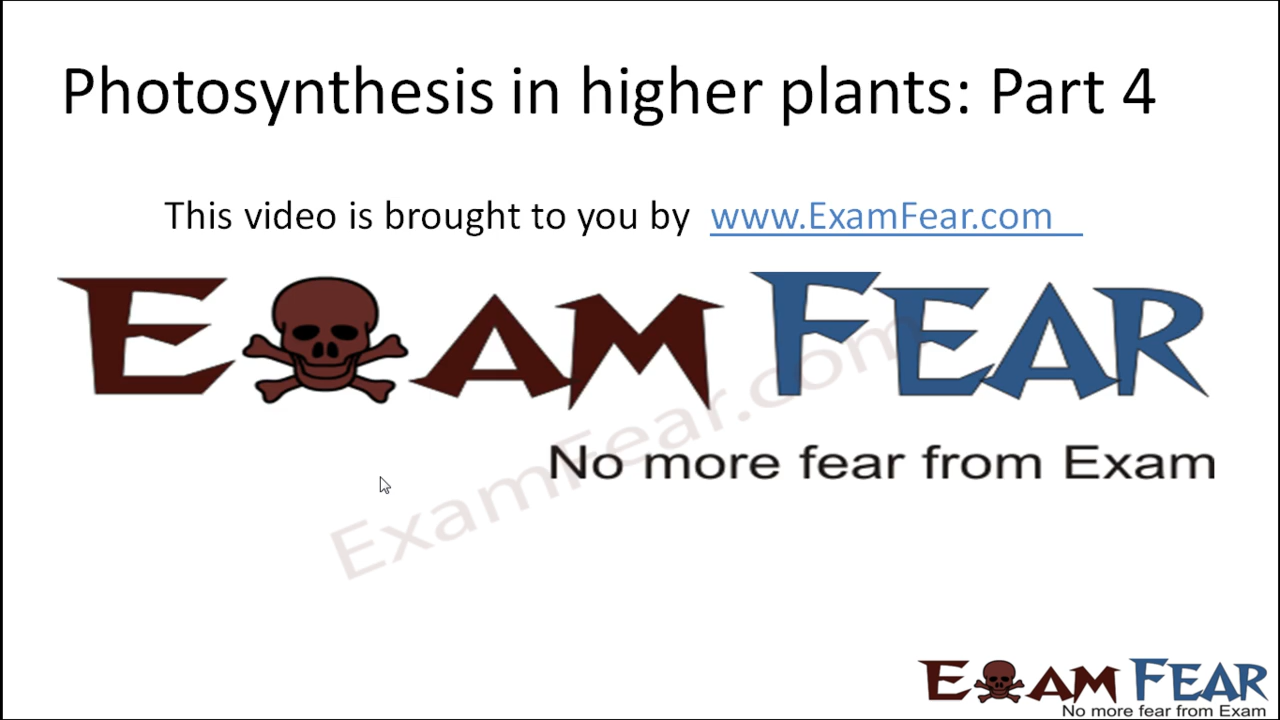 Photosynthesis in higher plants: Part 4
This video is brought to you by www.ExamFear.com
EXAM FEAR
No more fear from Exam
ExamFear.com
EXAM FEAR
No more fear from Exam